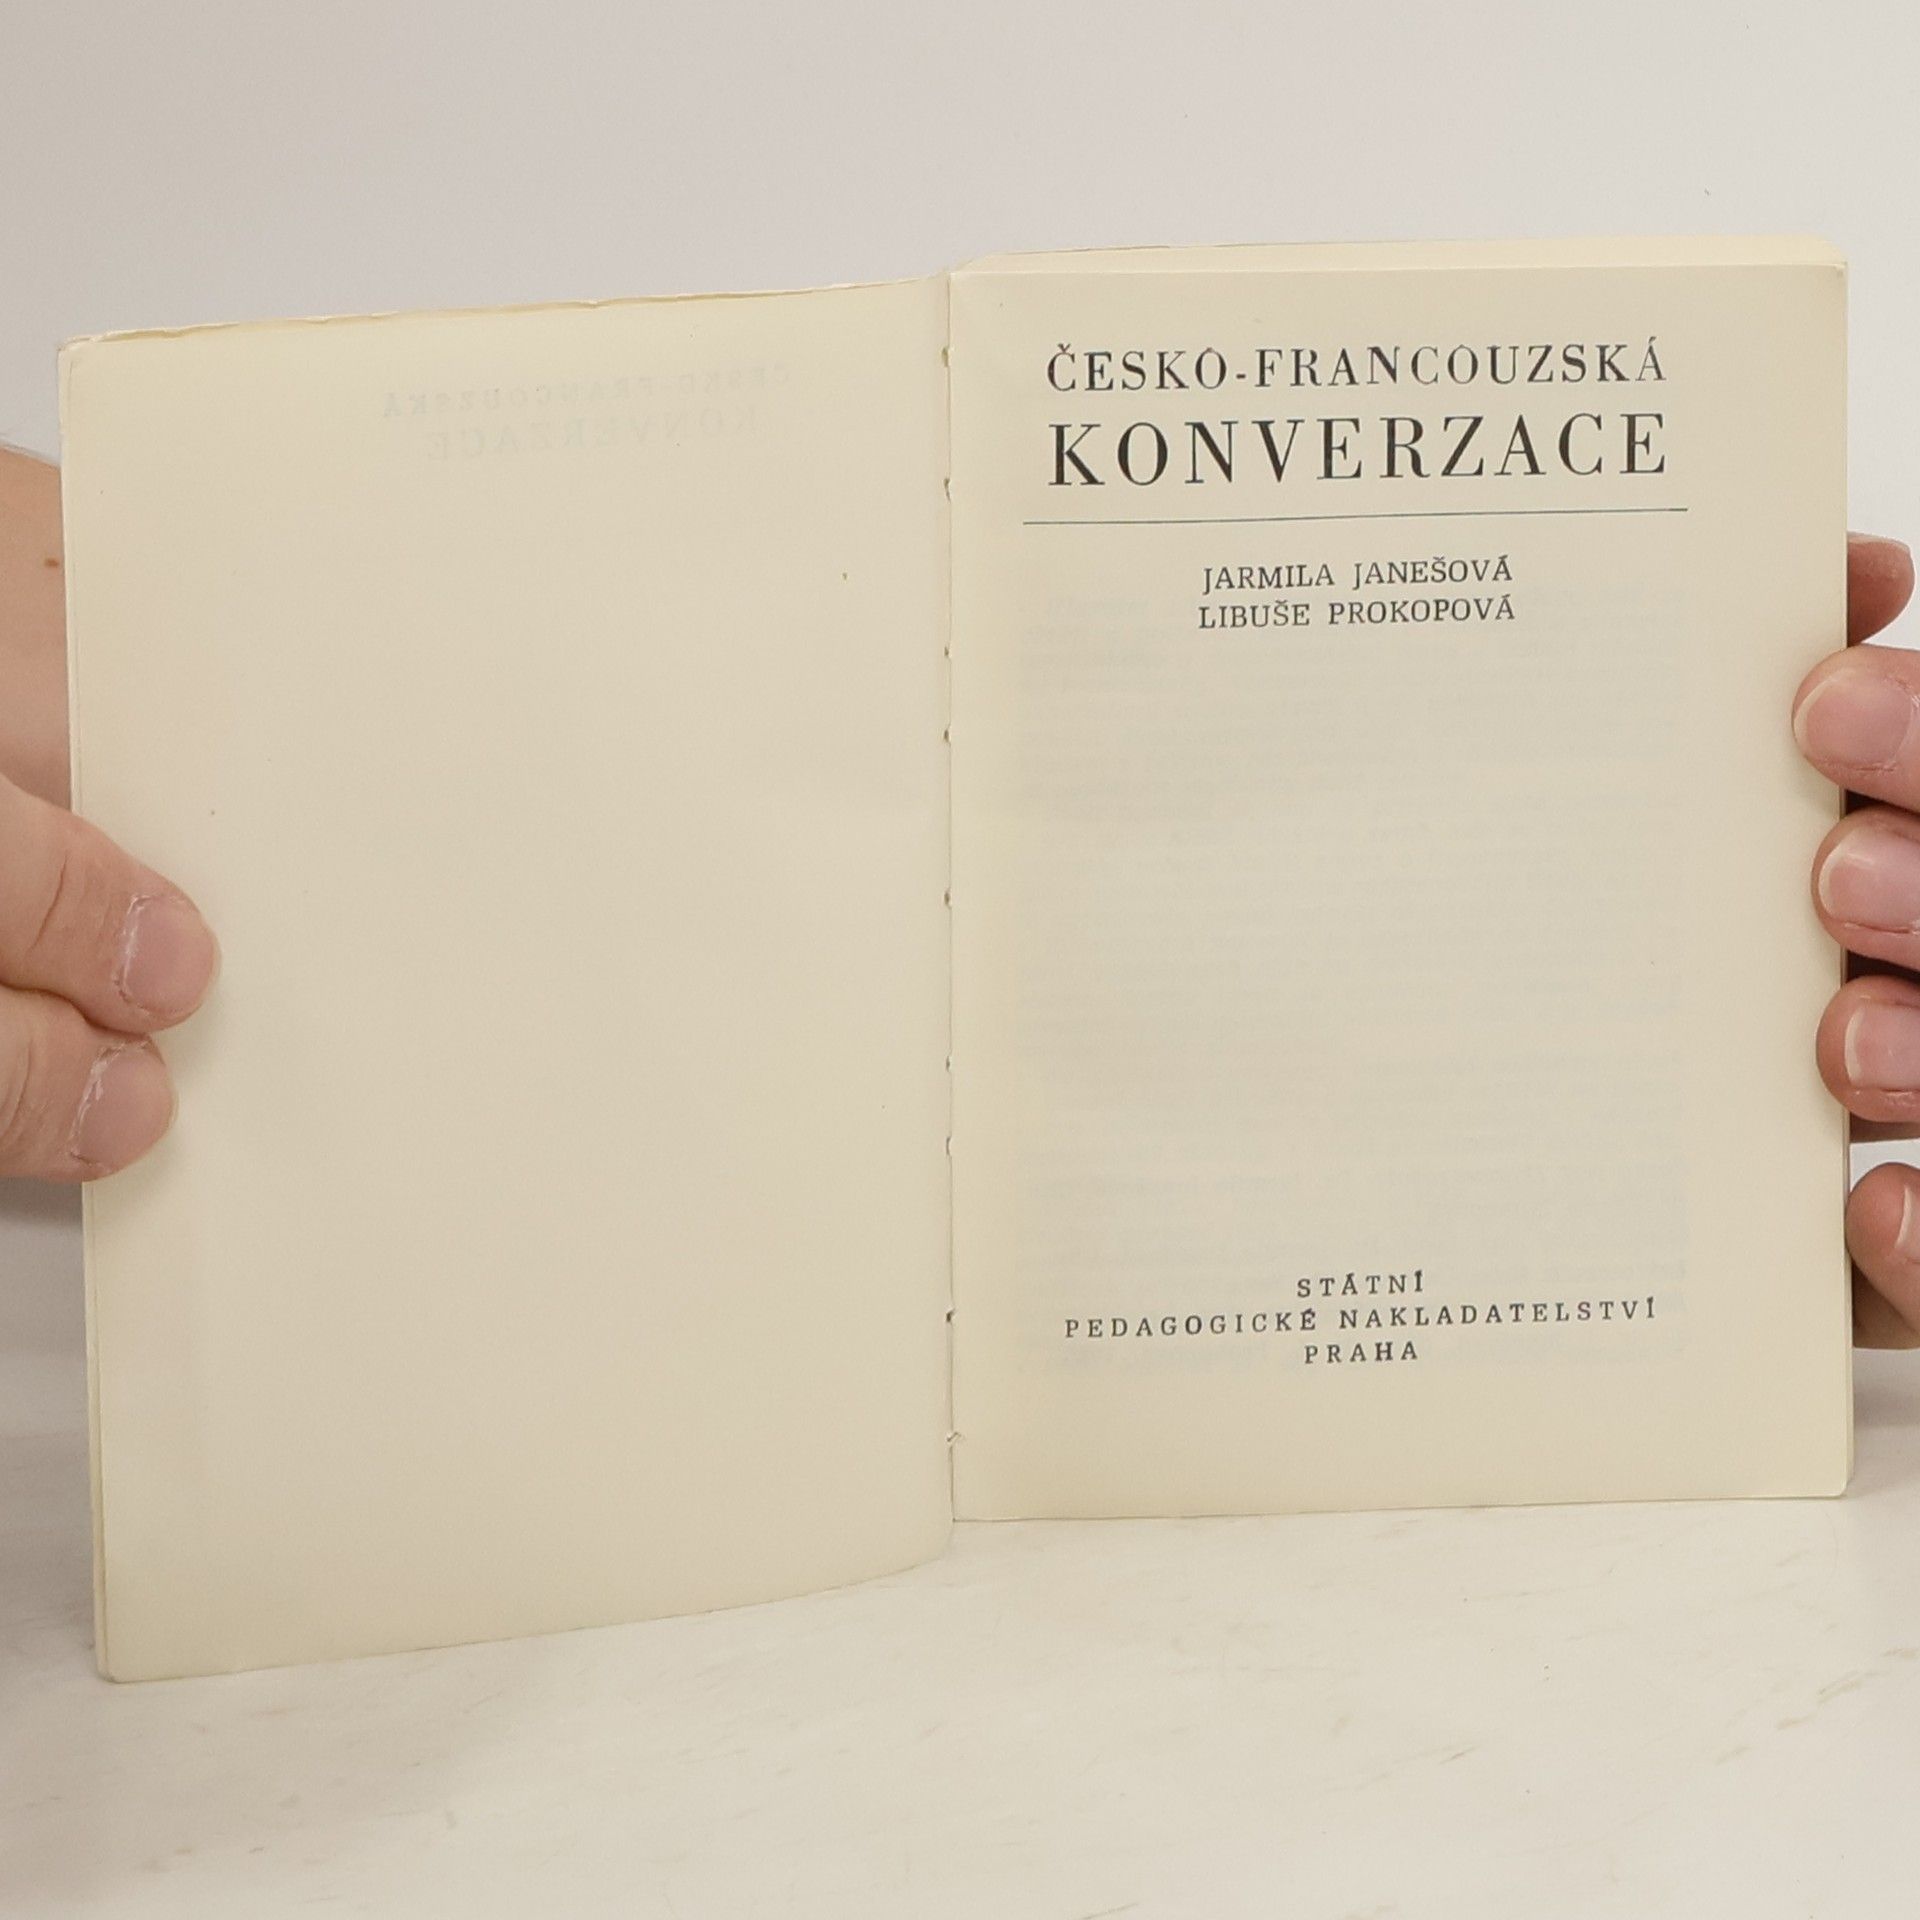 ČESKO-FRANCOUZSKÁ
KONVERZACE
JARMILA JANEŠOVÁ
LIBUŠE PROKOPOVÁ
STÁTNÍ
PEDAGOGICKÉ NAKLADATELSTVÍ
PRAHA